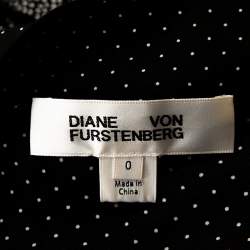 DIANE VON
FURSTENBERG
0
Made in
China